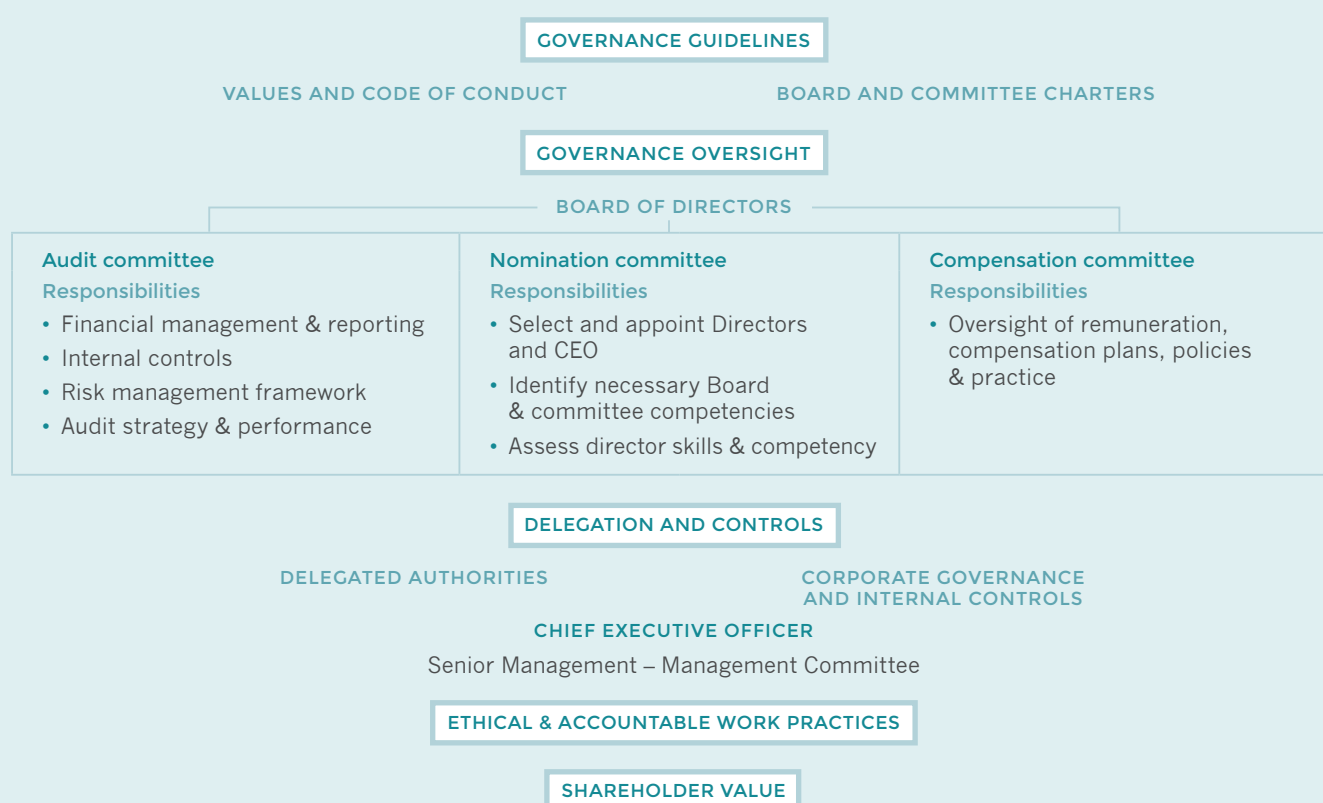 GOVERNANCE GUIDELINES
VALUES AND CODE OF CONDUCT
BOARD AND COMMITTEE CHARTERS
GOVERNANCE OVERSIGHT
BOARD OF DIRECTORS
Audit committee
Responsibilities
• Financial management & reporting
• Internal controls
• Risk management framework
• Audit strategy & performance
Nomination committee
Responsibilities
• Select and appoint Directors
and CEO
• Identify necessary Board
& committee competencies
• Assess director skills & competency
Compensation committee
Responsibilities
• Oversight of remuneration,
compensation plans, policies
& practice
DELEGATION AND CONTROLS
DELEGATED AUTHORITIES
CORPORATE GOVERNANCE
AND INTERNAL CONTROLS
CHIEF EXECUTIVE OFFICER
Senior Management – Management Committee
ETHICAL & ACCOUNTABLE WORK PRACTICES
SHAREHOLDER VALUE